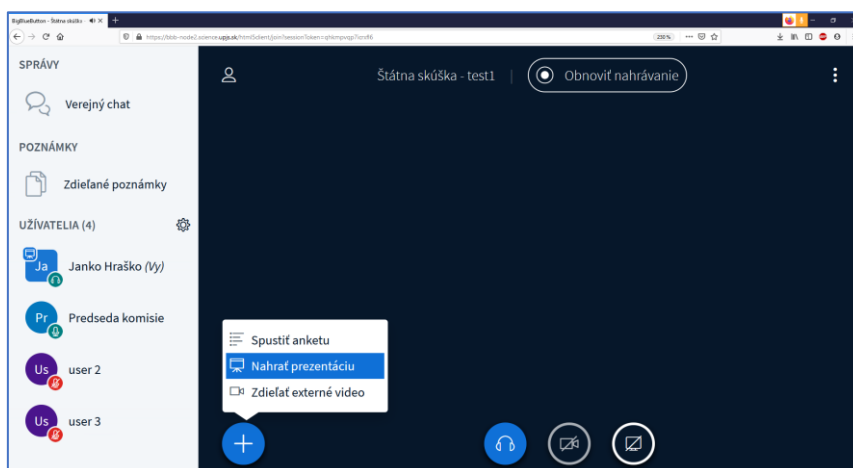 BigBlueButton - Štátna skúška -
https://bbb-node2.science.upjs.sk/html5client/join?sessionToken=
230%
SPRÁVY
Verejný chat
POZNÁMKY
Zdieľané poznámky
UŽÍVATELIA (4)
Ja
Janko Hraško (Vy)
Pr
Predseda komisie
Us
user 2
Us
user 3
Štátna skúška - test1
Obnoviť nahrávanie
Spustiť anketu
Nahrať prezentáciu
Zdieľať externé video